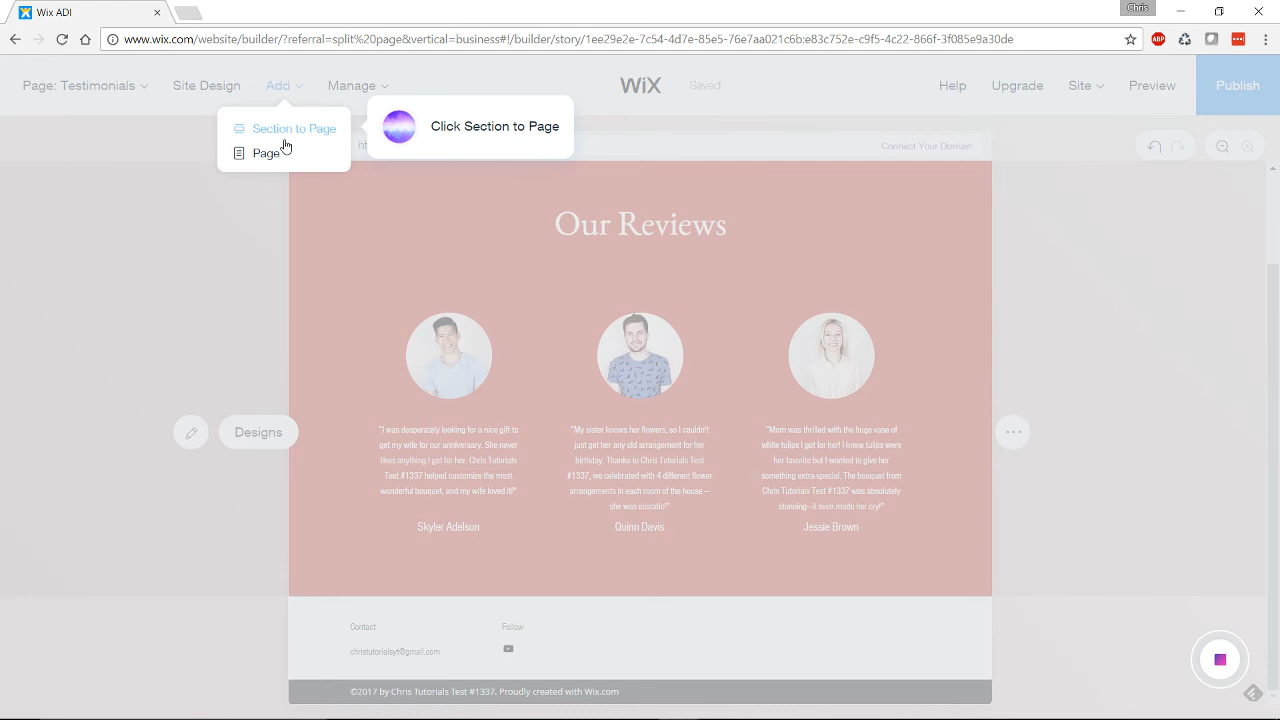 Chris
Wix ADI
www.wix.com/website/builder/?referral=split%20page&vertical=business#!/builder/story/1ee29e2e-7c54-4d7e-85e5-76e7aa021c6b:e83c752e-c9f5-4c22-866f-3f085e9a30de
ABP
Page: Testimonials
Site Design
Add
Manage
WiX
Saved
Help
Upgrade
Site
Preview
Publish
Section to Page
Click Section to Page
Page
Connect Your Domain
Our Reviews
Designs
"I was desperately looking for a nice gift to
get my wife for our anniversary. She never
likes anything I get for her. Chris Tutorials
Test #1337 helped customize the most
wonderful bouquet, and my wife loved it!"
Skyler Adelson
"My sister knows her flowers, so I couldn't
just get her any old arrangement for her
birthday. Thanks to Chris Tutorials Test
#1337, we celebrated with 4 different flower
arrangements in each room of the house—
she was ecstatic!"
Quinn Davis
"Mom was thrilled with the huge vase of
white tulips I got for her! I knew tulips were
her favorite but I wanted to give her
something extra-special. The bouquet from
Chris Tutorials Test #1337 was absolutely
stunning—it even made her cry!"
Jessie Brown
Contact
christutorialsyt@gmail.com
Follow
©2017 by Chris Tutorials Test #1337. Proudly created with Wix.com